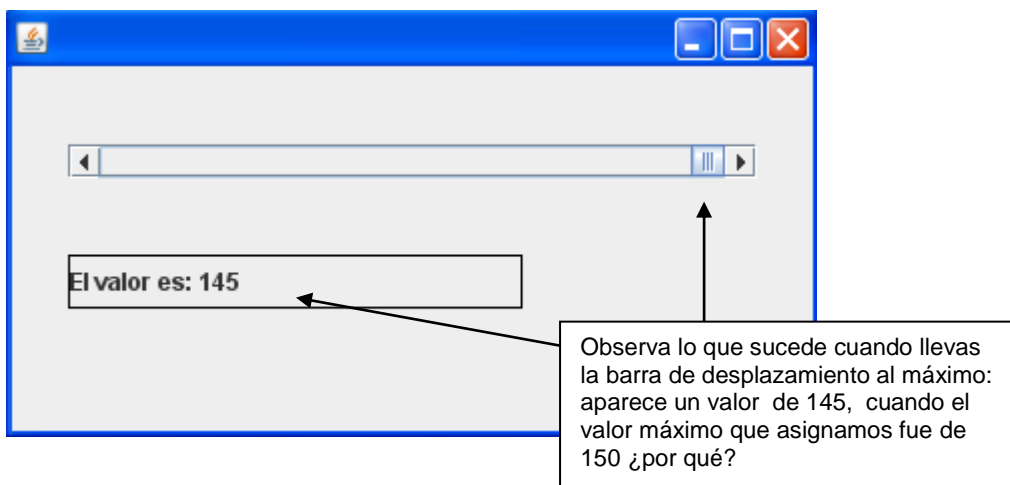 El valor es: 145
Observa lo que sucede cuando llevas
la barra de desplazamiento al máximo:
aparece un valor  de 145,  cuando el
valor máximo que asignamos fue de
150 ¿por qué?